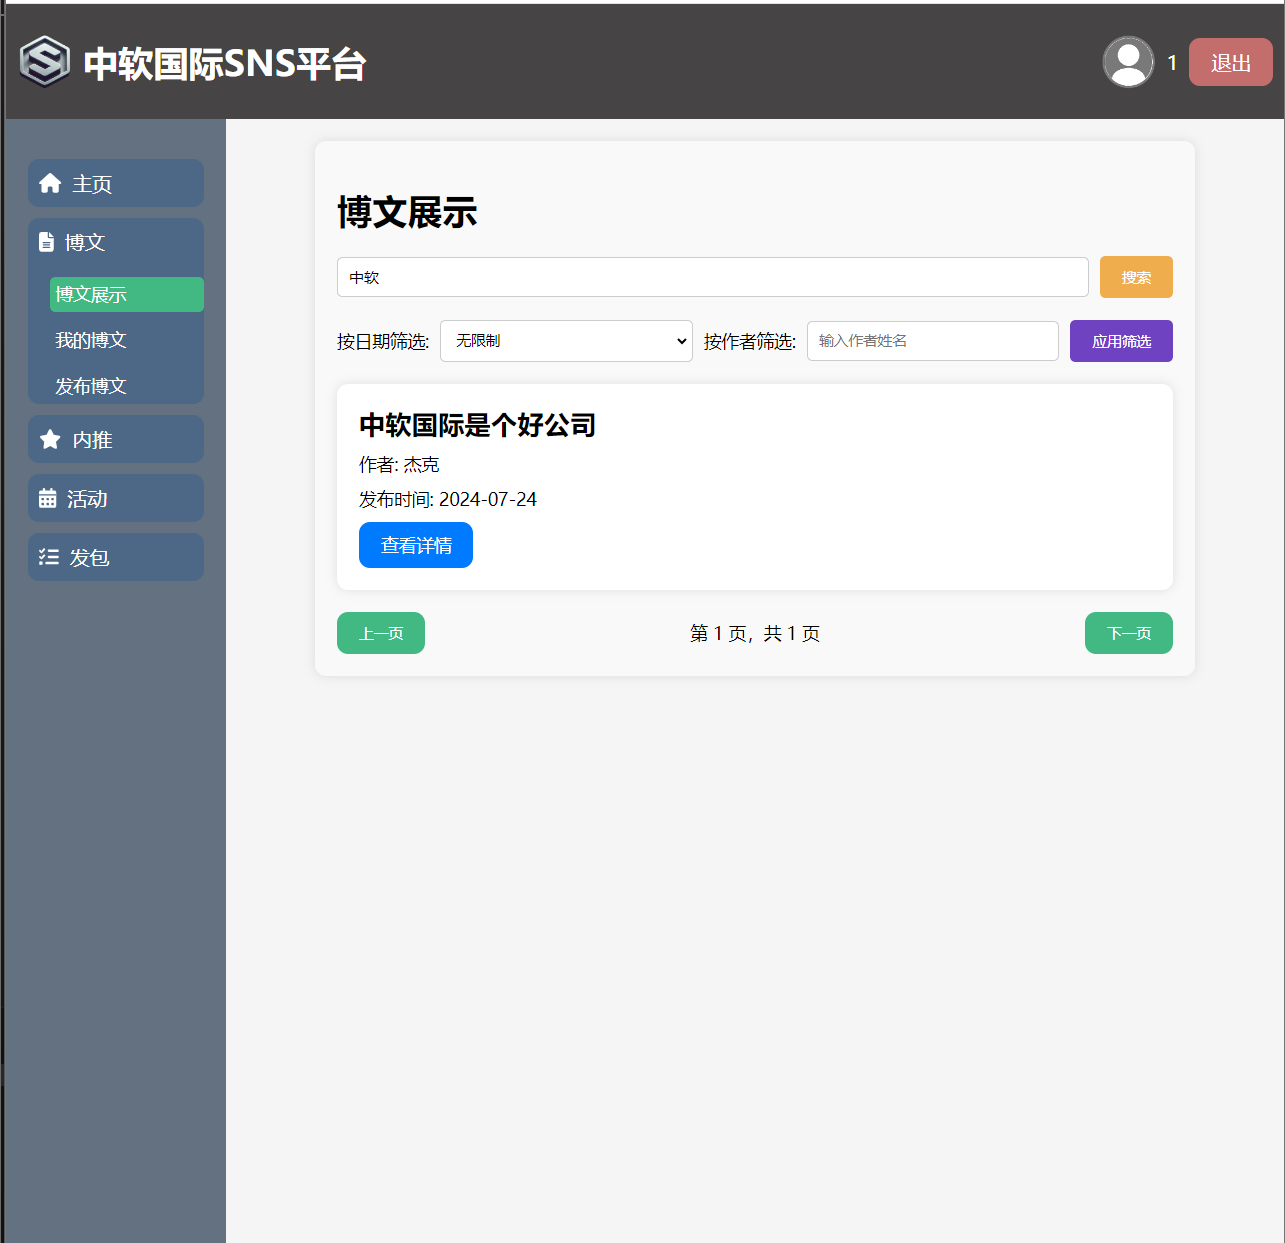 中软国际SNS平台
1
退出
主页
博文
博文展示
我的博文
发布博文
内推
活动
发包
博文展示
中软
搜索
按日期筛选: 无限制 按作者筛选: 输入作者姓名 应用筛选
中软国际是个好公司
作者: 杰克
发布时间: 2024-07-24
查看详情
上一页 第 1 页，共 1 页 下一页